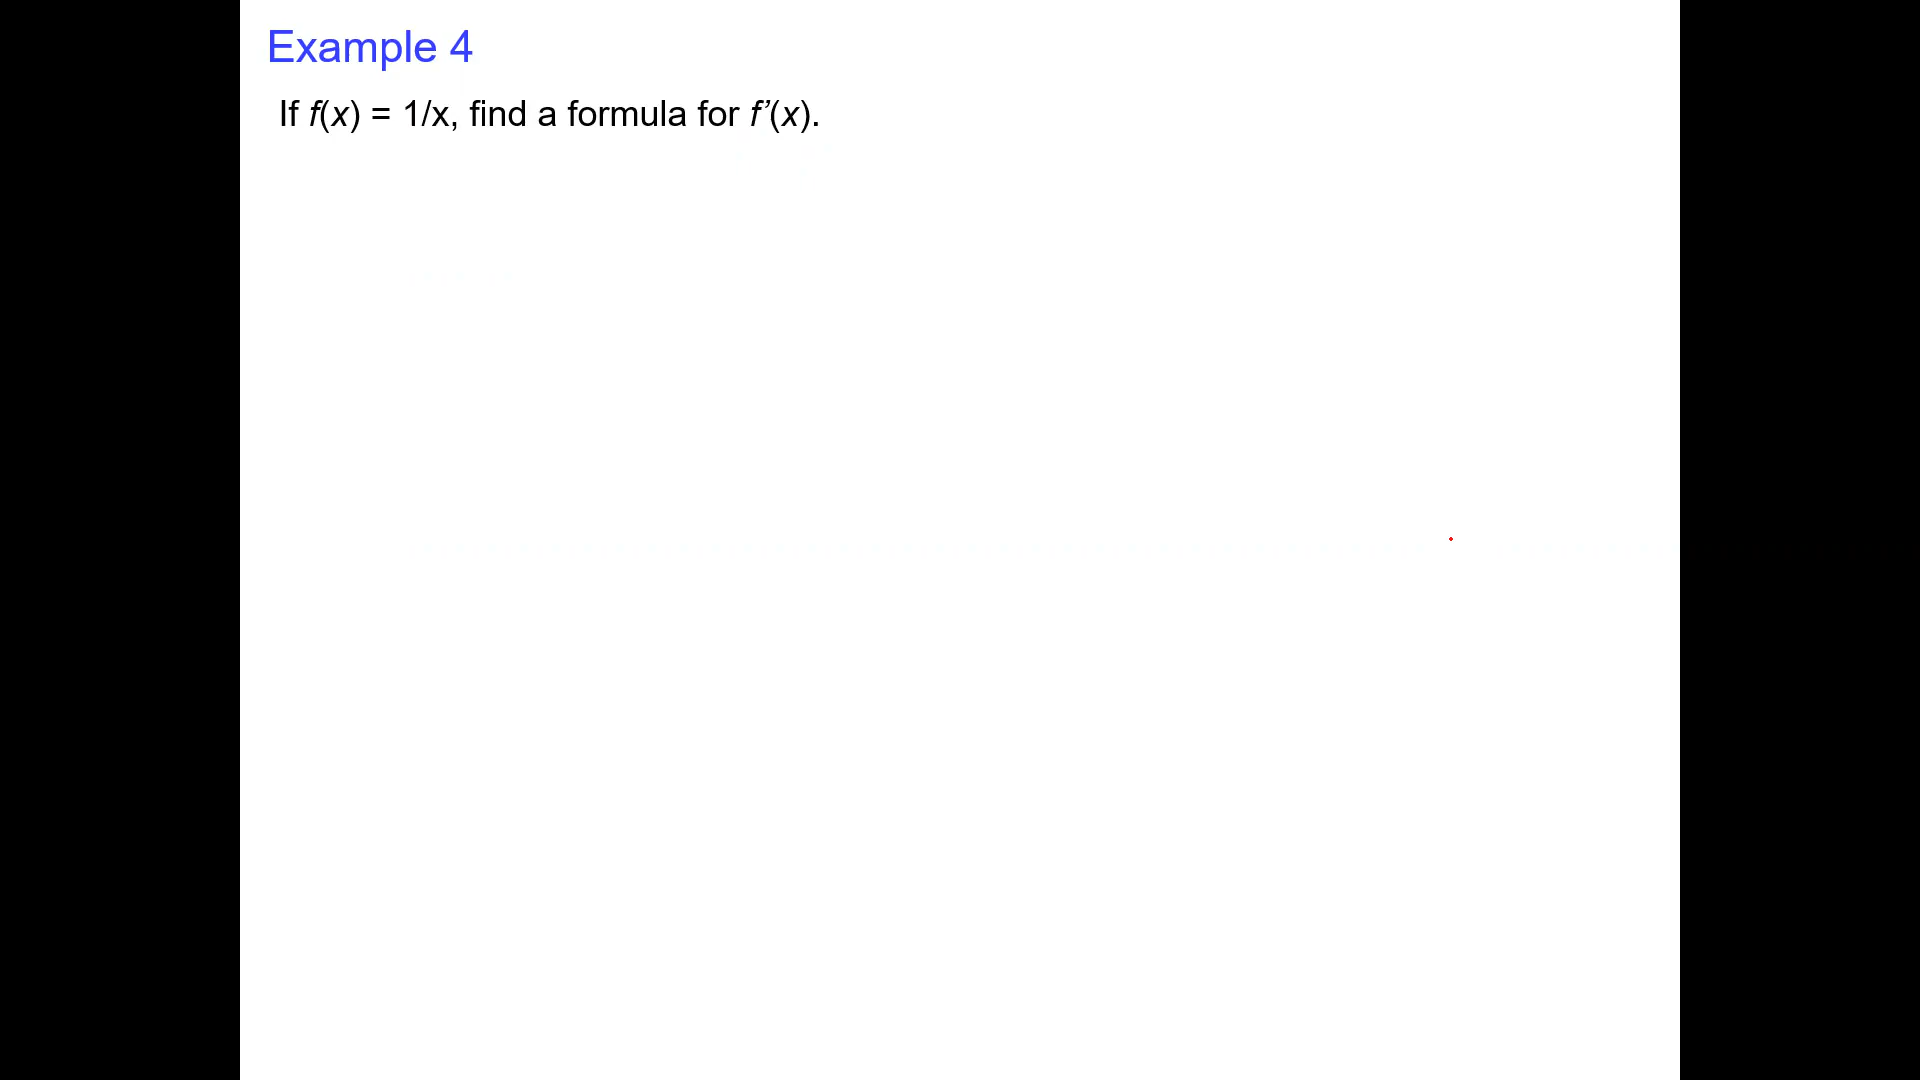 Example 4
If f(x) = 1/x, find a formula for f’(x).